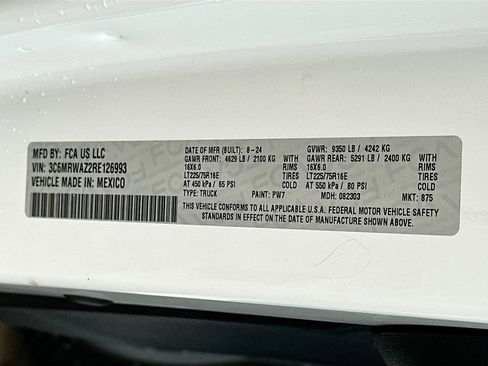 MFD BY: FCA US LLC
VIN: 3C6MRWAZ2RE126993
VEHICLE MADE IN: MEXICO
DATE OF MFR (BUILT): 8-24 GVWR: 9350 LB / 4242 KG
GAWR FRONT: 4629 LB / 2100 KG WITH GAWR REAR: 5291 LB / 2400 KG WITH
16X6.0 RIMS 16X6.0 RIMS
LT225/75R16E TIRES LT225/75R16E TIRES
AT 450 kPa / 65 PSI COLD AT 550 kPa / 80 PSI COLD
TYPE: TRUCK PAINT: PW7 MDH: 082303 MKT: 875
THIS VEHICLE CONFORMS TO ALL APPLICABLE U.S.A. FEDERAL MOTOR VEHICLE SAFETY
STANDARDS IN EFFECT ON THE DATE OF MANUFACTURE SHOWN ABOVE.